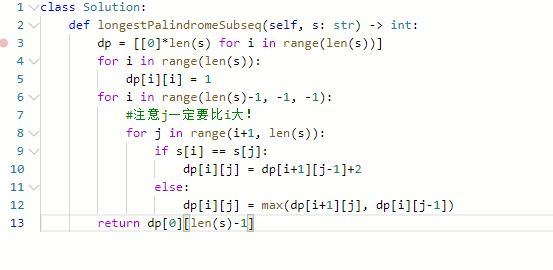 1 class Solution:
2     def longestPalindromeSubseq(self, s: str) -> int:
3         dp = [[0]*len(s) for i in range(len(s))]
4         for i in range(len(s)):
5             dp[i][i] = 1
6         for i in range(len(s)-1, -1, -1):
7             #注意j一定要比i大!
8             for j in range(i+1, len(s)):
9                 if s[i] == s[j]:
10                     dp[i][j] = dp[i+1][j-1]+2
11                 else:
12                     dp[i][j] = max(dp[i+1][j], dp[i][j-1])
13         return dp[0][len(s)-1]